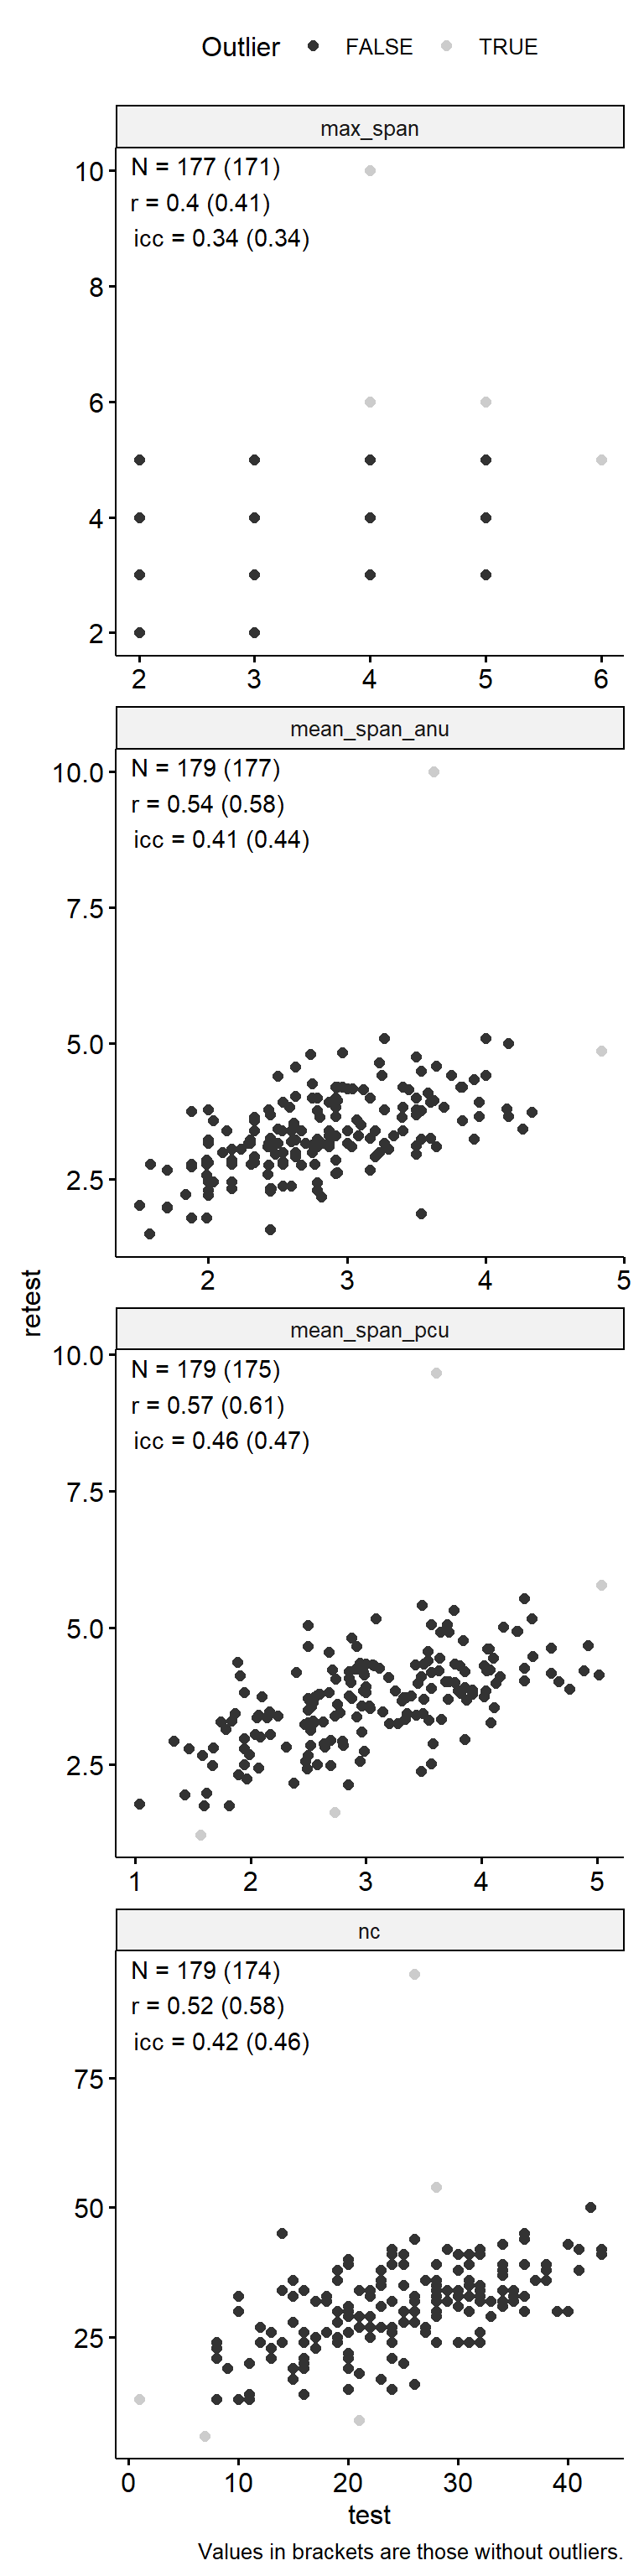 Outlier FALSE TRUE
max_span
N = 177 (171)
r = 0.4 (0.41)
icc = 0.34 (0.34)
10
8
6
4
2
2 3 4 5 6
mean_span_anu
N = 179 (177)
r = 0.54 (0.58)
icc = 0.41 (0.44)
10.0
7.5
5.0
2.5
2 3 4 5
retest
mean_span_pcu
N = 179 (175)
r = 0.57 (0.61)
icc = 0.46 (0.47)
10.0
7.5
5.0
2.5
1 2 3 4 5
nc
N = 179 (174)
r = 0.52 (0.58)
icc = 0.42 (0.46)
75
50
25
0 10 20 30 40
test
Values in brackets are those without outliers.